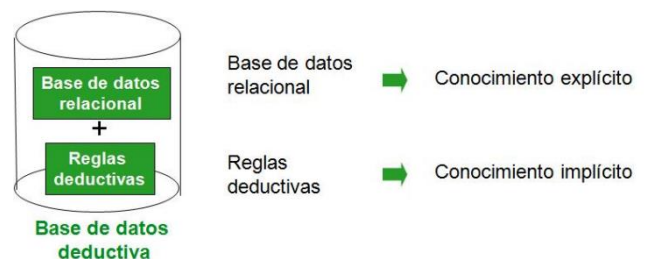 Base de datos
relacional
+
Reglas
deductivas
Base de datos
deductiva
Base de datos
relacional
Conocimiento explícito
Reglas
deductivas
Conocimiento implícito